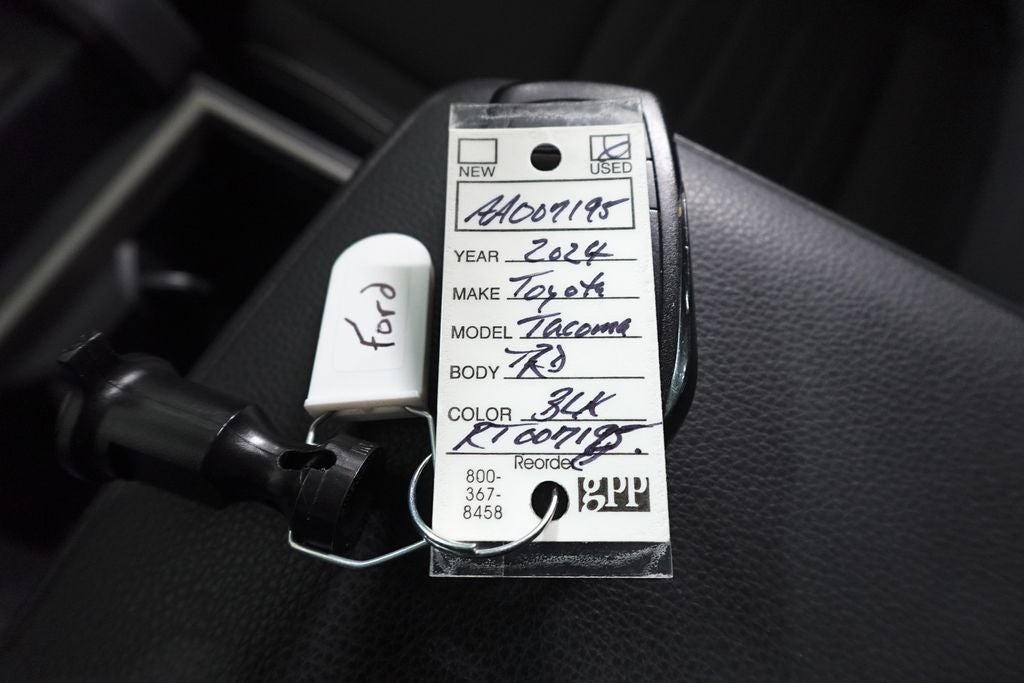 NEW USED
AA007195
YEAR 2024
MAKE Toyota
MODEL Tacoma
BODY TRD
COLOR BLK
RT007195.
Reorder
800-
367-
8458
gpp
Ford